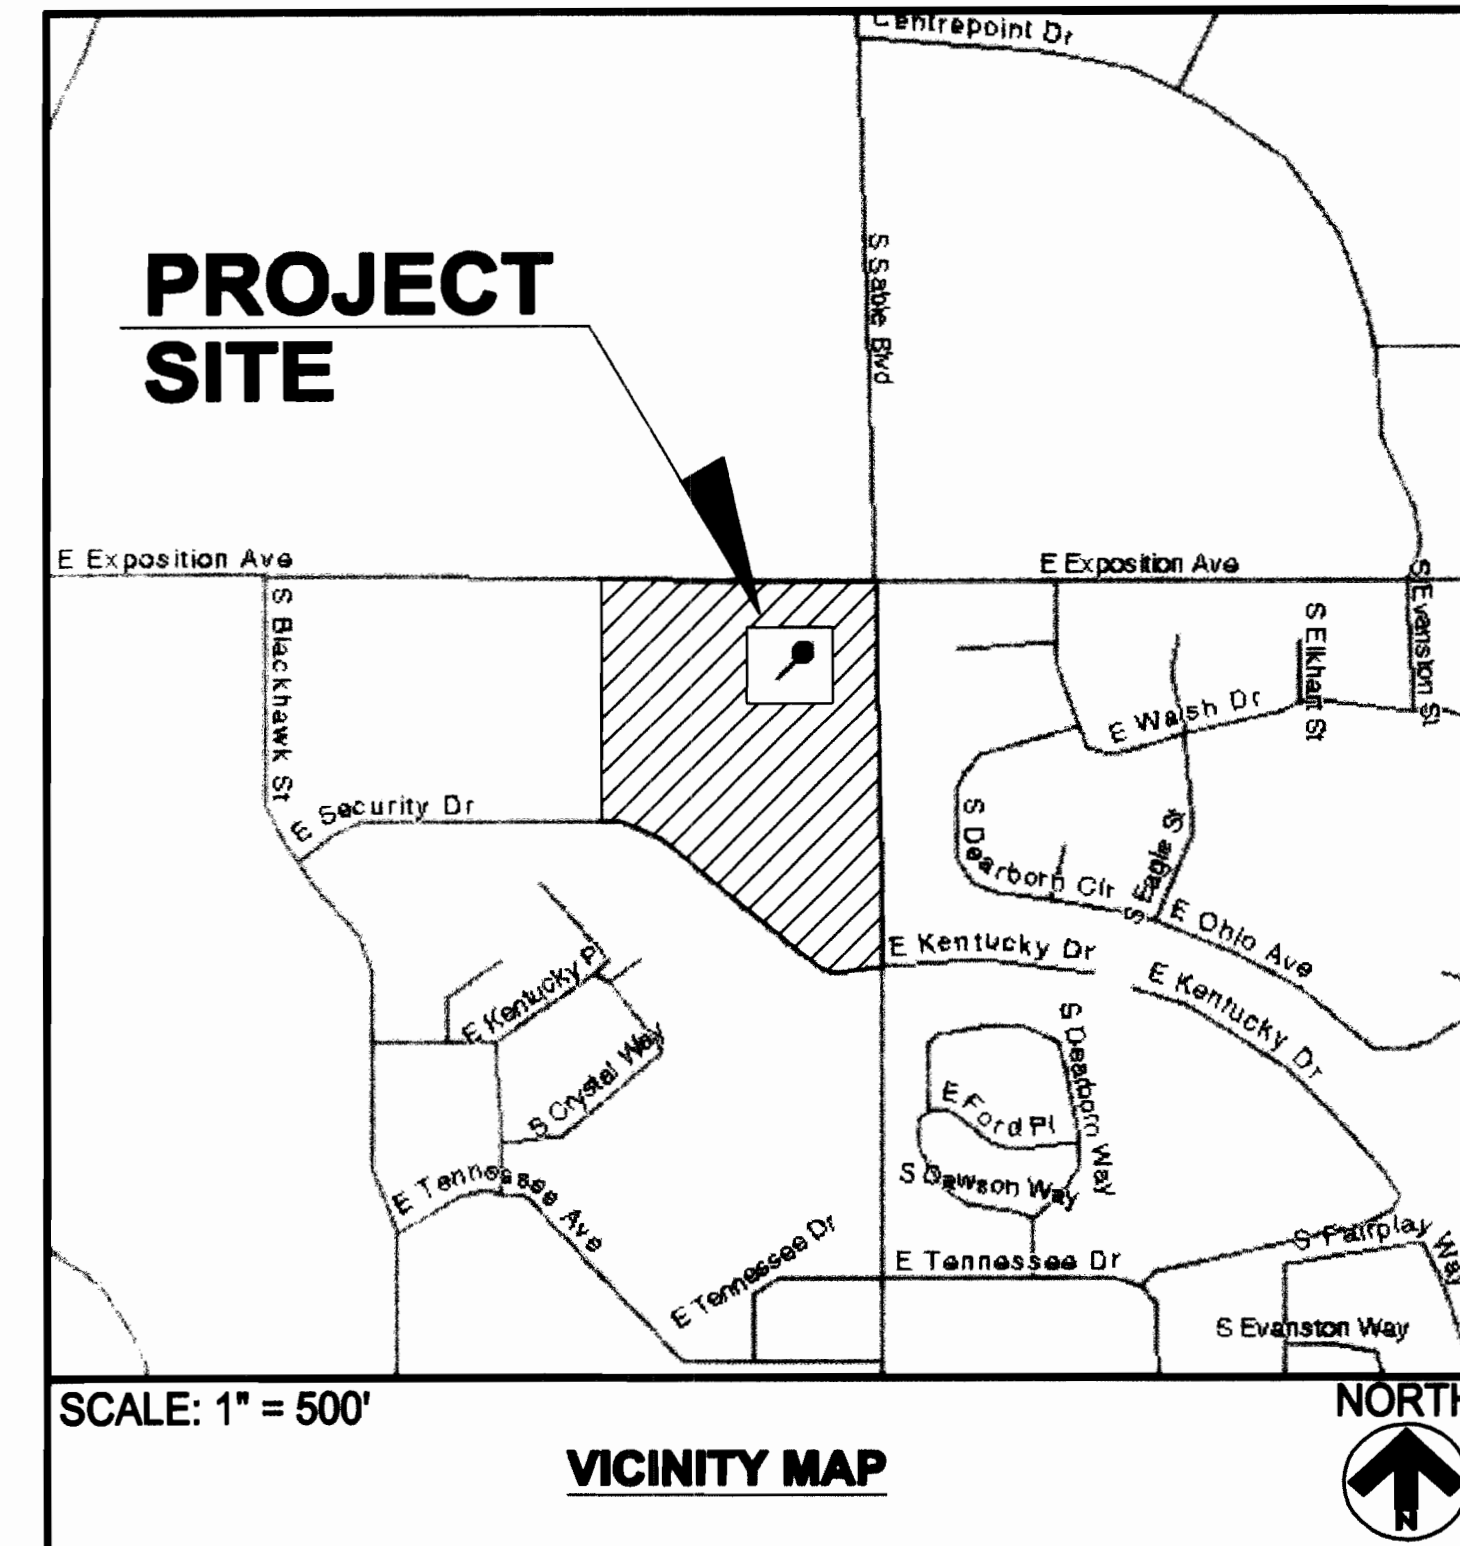 Centrepoint Dr
S Sable Blvd
PROJECT
SITE
E Exposition Ave
E Exposition Ave
S Blackhawk St
S Elkhart St
S Evanston St
E Walsh Dr
E Security Dr
S Dearborn Cir
S Eagle St
E Ohio Ave
E Kentucky Dr
E Kentucky Dr
E Kentucky Pl
S Crystal Way
S Dearborn Way
E Ford Pl
S Dawson Way
E Tennessee Ave
E Tennessee Dr
E Tennessee Dr
S Fairplay Way
S Evanston Way
SCALE: 1" = 500'
NORTH
VICINITY MAP
N